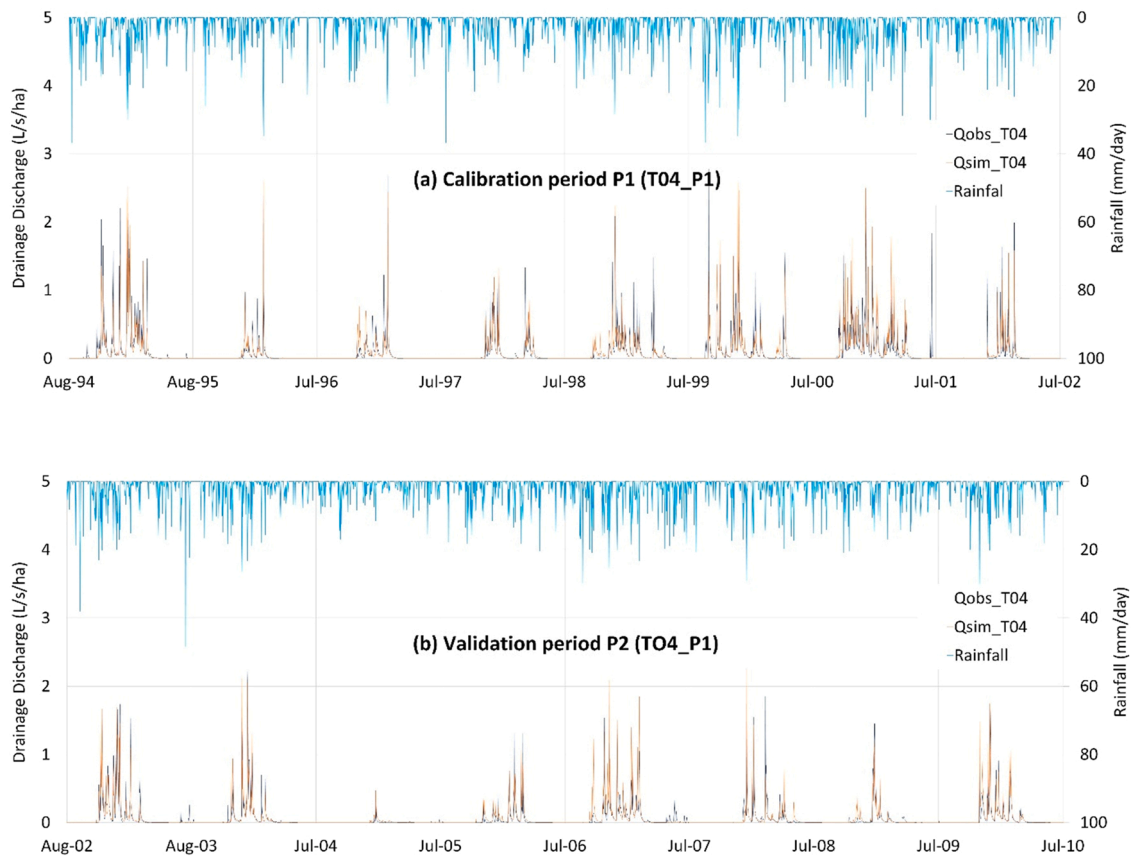 5
4
3
2
1
0
Drainage Discharge (L/s/ha)
0
20
40
60
80
100
Rainfall (mm/day)
Qobs_T04
Qsim_T04
Rainfal
(a) Calibration period P1 (T04_P1)
Aug-94 Aug-95 Jul-96 Jul-97 Jul-98 Jul-99 Jul-00 Jul-01 Jul-02
5
4
3
2
1
0
Drainage Discharge (L/s/ha)
0
20
40
60
80
100
Rainfall (mm/day)
Qobs_T04
Qsim_T04
Rainfall
(b) Validation period P2 (TO4_P1)
Aug-02 Aug-03 Jul-04 Jul-05 Jul-06 Jul-07 Jul-08 Jul-09 Jul-10